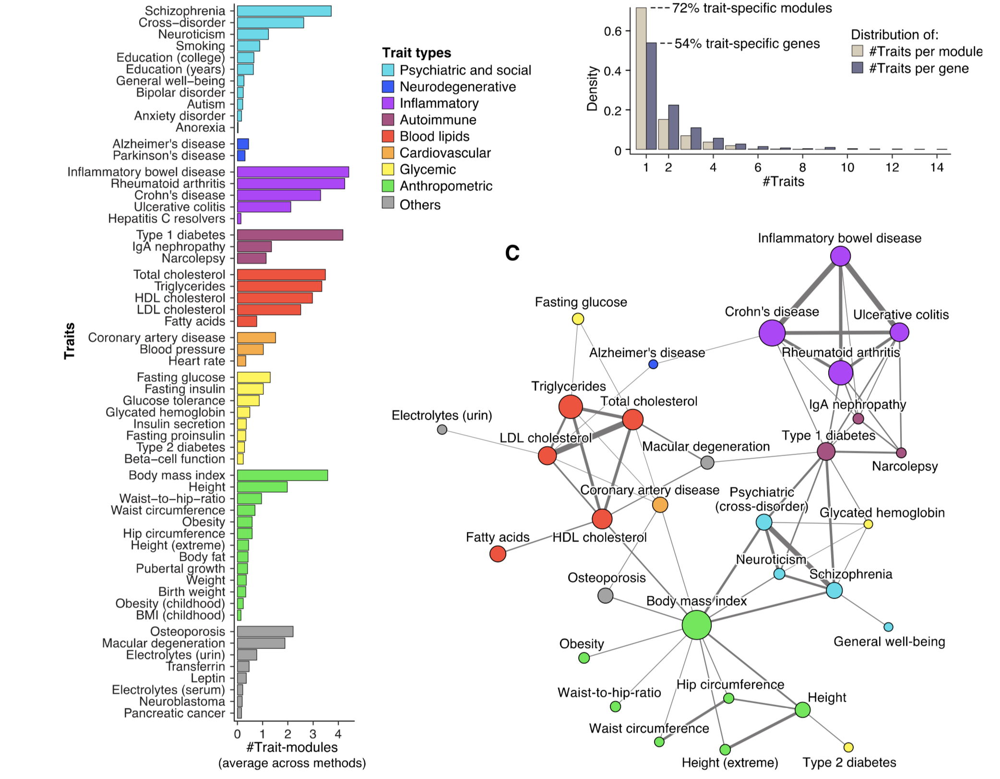 Traits
Schizophrenia
Cross−disorder
Neuroticism
Smoking
Education (college)
Education (years)
General well−being
Bipolar disorder
Autism
Anxiety disorder
Anorexia
Alzheimer's disease
Parkinson's disease
Inflammatory bowel disease
Rheumatoid arthritis
Crohn's disease
Ulcerative colitis
Hepatitis C resolvers
Type 1 diabetes
IgA nephropathy
Narcolepsy
Total cholesterol
Triglycerides
HDL cholesterol
LDL cholesterol
Fatty acids
Coronary artery disease
Blood pressure
Heart rate
Fasting glucose
Fasting insulin
Glucose tolerance
Glycated hemoglobin
Insulin secretion
Fasting proinsulin
Type 2 diabetes
Beta−cell function
Body mass index
Height
Waist−to−hip−ratio
Waist circumference
Obesity
Hip circumference
Height (extreme)
Body fat
Pubertal growth
Weight
Birth weight
Obesity (childhood)
BMI (childhood)
Osteoporosis
Macular degeneration
Electrolytes (urin)
Transferrin
Leptin
Electrolytes (serum)
Neuroblastoma
Pancreatic cancer
0 1 2 3 4
#Trait-modules
(average across methods)
Trait types
Psychiatric and social
Neurodegenerative
Inflammatory
Autoimmune
Blood lipids
Cardiovascular
Glycemic
Anthropometric
Others
72% trait-specific modules
54% trait-specific genes
Distribution of:
#Traits per module
#Traits per gene
Density
0.6
0.4
0.2
0
1 2 4 6 8 10 12 14
#Traits
C
Inflammatory bowel disease
Fasting glucose
Crohn's disease
Ulcerative colitis
Alzheimer's disease
Rheumatoid arthritis
Triglycerides
Total cholesterol
IgA nephropathy
Electrolytes (urin)
LDL cholesterol
Type 1 diabetes
Macular degeneration
Narcolepsy
Coronary artery disease
Psychiatric
(cross-disorder)
Glycated hemoglobin
Fatty acids
HDL cholesterol
Neuroticism
Schizophrenia
Osteoporosis
Body mass index
General well-being
Obesity
Hip circumference
Waist-to-hip-ratio
Height
Waist circumference
Height (extreme)
Type 2 diabetes